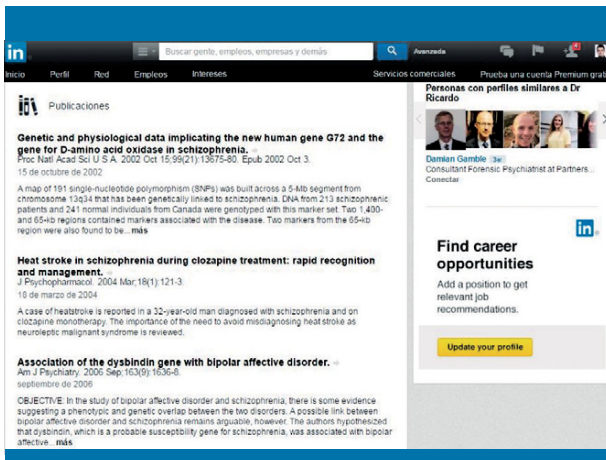 in
Buscar gente, empleos, empresas y demás
Avanzada
Inicio Perfil Red Empleos Intereses Servicios comerciales Prueba una cuenta Premium grati
Publicaciones
Genetic and physiological data implicating the new human gene G72 and the
gene for D-amino acid oxidase in schizophrenia.
Proc Natl Acad Sci U S A. 2002 Oct 15;99(21):13675-80. Epub 2002 Oct 3.
15 de octubre de 2002
A map of 191 single-nucleotide polymorphism (SNPs) was built across a 5-Mb segment from
chromosome 13q34 that has been genetically linked to schizophrenia. DNA from 213 schizophrenic
patients and 241 normal individuals from Canada were genotyped with this marker set. Two 1,400-
and 65-kb regions contained markers associated with the disease. Two markers from the 65-kb
region were also found to be... más
Heat stroke in schizophrenia during clozapine treatment: rapid recognition
and management.
J Psychopharmacol. 2004 Mar;18(1):121-3.
18 de marzo de 2004
A case of heatstroke is reported in a 32-year-old man diagnosed with schizophrenia and on
clozapine monotherapy. The importance of the need to avoid misdiagnosing heat stroke as
neuroleptic malignant syndrome is reviewed.
Association of the dysbindin gene with bipolar affective disorder.
Am J Psychiatry. 2006 Sep;163(9):1636-8.
septiembre de 2006
OBJECTIVE: In the study of bipolar affective disorder and schizophrenia, there is some evidence
suggesting a phenotypic and genetic overlap between the two disorders. A possible link between
bipolar affective disorder and schizophrenia remains arguable, however. The authors hypothesized
that dysbindin, which is a probable susceptibility gene for schizophrenia, was associated with bipolar
affective... más
Personas con perfiles similares a Dr
Ricardo
Damian Gamble
Consultant Forensic Psychiatrist at Partners...
Conectar
in
Find career
opportunities
Add a position to get
relevant job
recommendations.
Update your profile